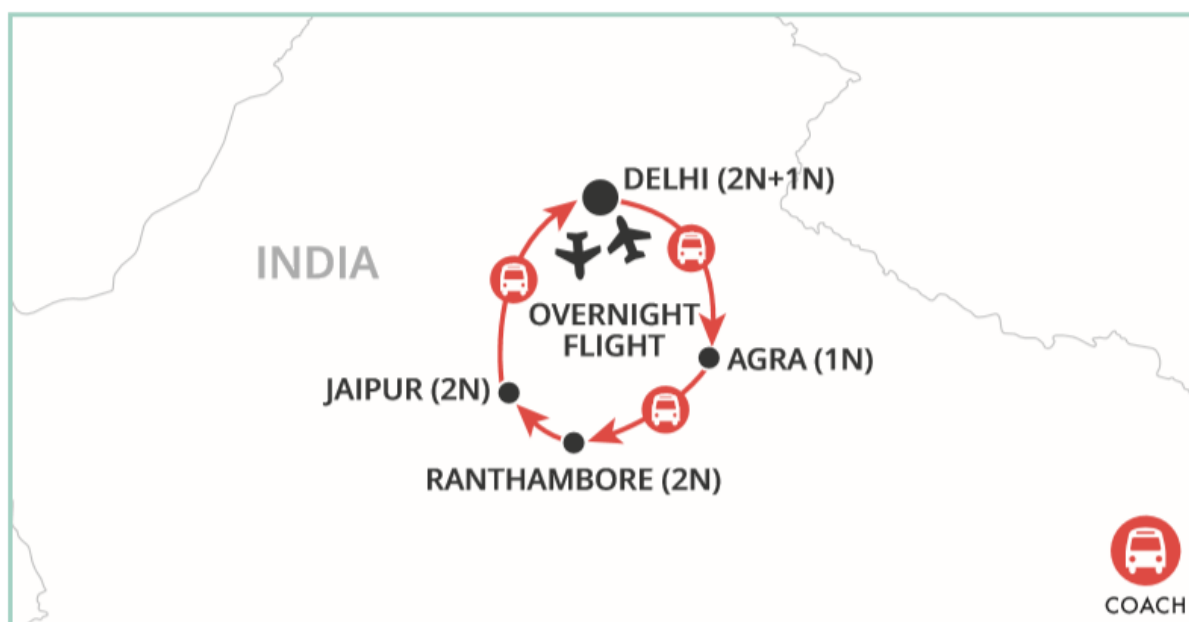 DELHI (2N+1N)
INDIA
OVERNIGHT
FLIGHT
AGRA (1N)
JAIPUR (2N)
RANTHAMBORE (2N)
COACH